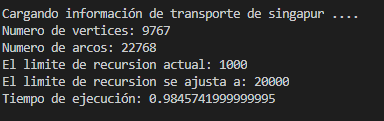 Cargando información de transporte de singapur ....
Numero de vertices: 9767
Numero de arcos: 22768
El limite de recursion actual: 1000
El limite de recursion se ajusta a: 20000
Tiempo de ejecución: 0.9845741999999995